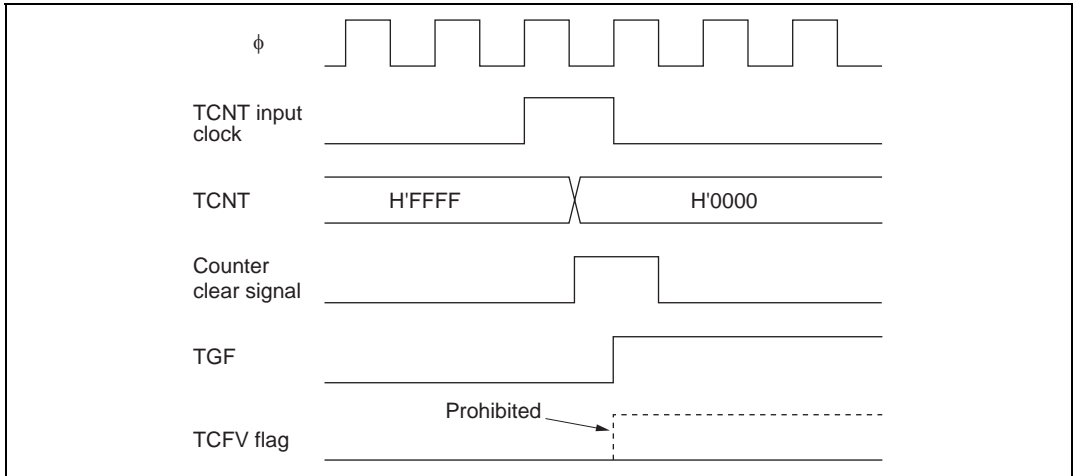 ϕ
TCNT input
clock
TCNT
H'FFFF
H'0000
Counter
clear signal
TGF
Prohibited
TCFV flag